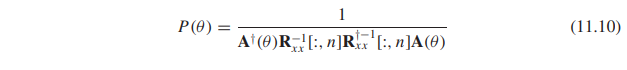 P(θ) = 1 / (A†(θ)R_{xx}^{-1}[:, n]R_{xx}^{†-1}[:, n]A(θ)) (11.10)